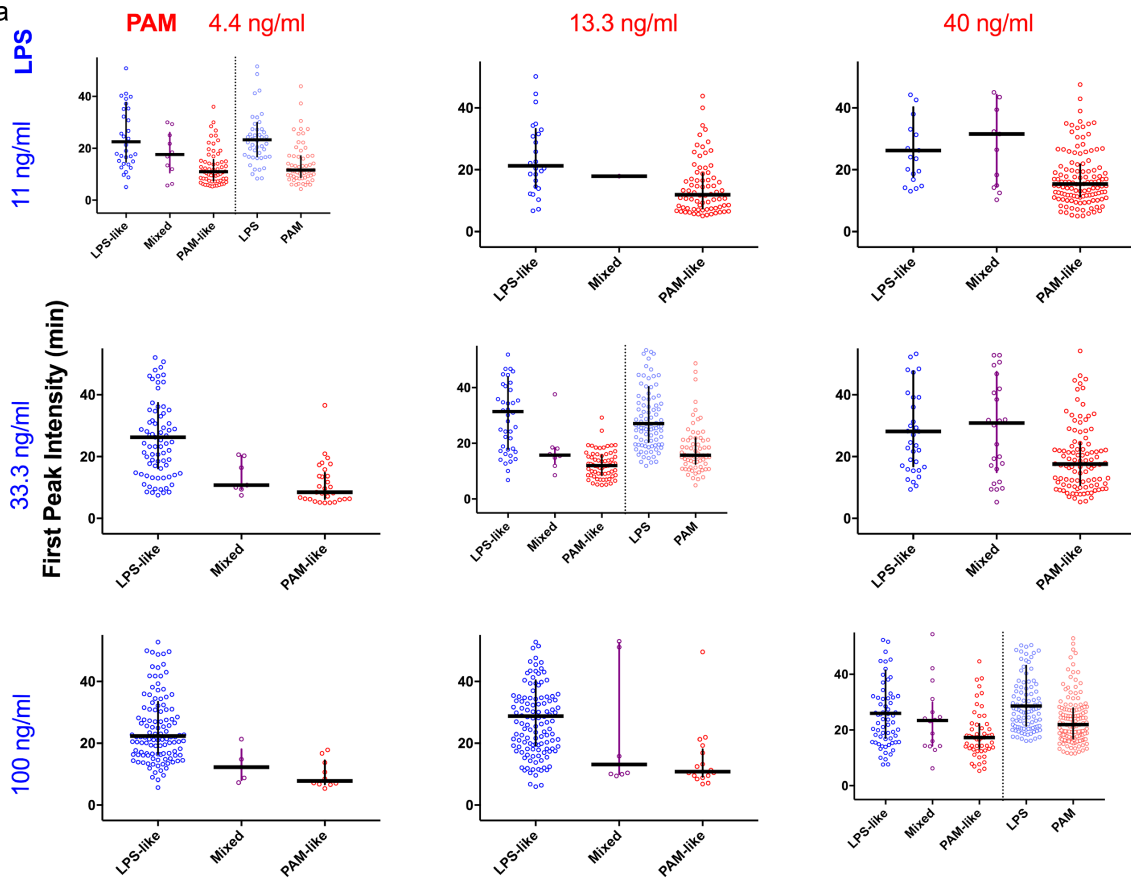 a
PAM 4.4 ng/ml 13.3 ng/ml 40 ng/ml
LPS
11 ng/ml
40
20
0
LPS-like Mixed PAM-like LPS PAM
40
20
0
LPS-like Mixed PAM-like
40
20
0
LPS-like Mixed PAM-like
First Peak Intensity (min)
33.3 ng/ml
40
20
0
LPS-like Mixed PAM-like
40
20
0
LPS-like Mixed PAM-like LPS PAM
40
20
0
LPS-like Mixed PAM-like
100 ng/ml
40
20
0
LPS-like Mixed PAM-like
40
20
0
LPS-like Mixed PAM-like
40
20
0
LPS-like Mixed PAM-like LPS PAM